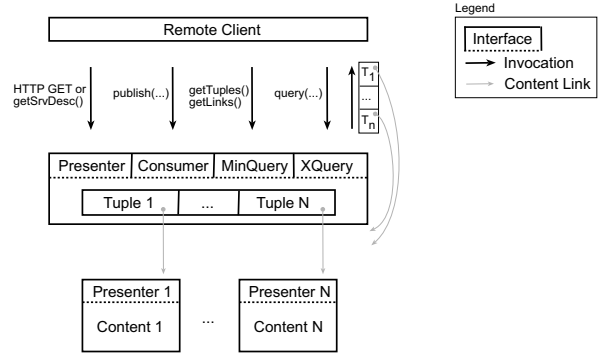 Legend
Remote Client
Interface
Invocation
Content Link
HTTP GET or
getSrvDesc()
publish(...)
getTuples()
getLinks()
query(...)
T1
...
Tn
Presenter Consumer MinQuery XQuery
Tuple 1 ... Tuple N
Presenter 1 Presenter N
...
Content 1 Content N